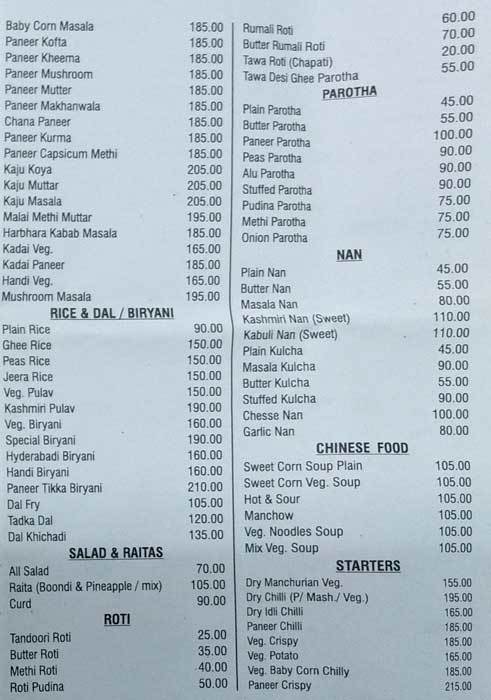 Baby Corn Masala 185.00
Paneer Kofta 185.00
Paneer Kheema 185.00
Paneer Mushroom 185.00
Paneer Mutter 185.00
Paneer Makhanwala 185.00
Chana Paneer 185.00
Paneer Kurma 185.00
Paneer Capsicum Methi 185.00
Kaju Koya 205.00
Kaju Muttar 205.00
Kaju Masala 205.00
Malai Methi Muttar 195.00
Harbhara Kabab Masala 185.00
Kadai Veg. 165.00
Kadai Paneer 185.00
Handi Veg. 165.00
Mushroom Masala 195.00
RICE & DAL / BIRYANI
Plain Rice 90.00
Ghee Rice 150.00
Peas Rice 150.00
Jeera Rice 150.00
Veg. Pulav 150.00
Kashmiri Pulav 190.00
Veg. Biryani 160.00
Special Biryani 190.00
Hyderabadi Biryani 160.00
Handi Biryani 160.00
Paneer Tikka Biryani 210.00
Dal Fry 105.00
Tadka Dal 120.00
Dal Khichadi 135.00
SALAD & RAITAS
All Salad 70.00
Raita (Boondi & Pineapple / mix) 105.00
Curd 90.00
ROTI
Tandoori Roti 25.00
Butter Roti 35.00
Methi Roti 40.00
Roti Pudina 50.00
Rumali Roti 60.00
Butter Rumali Roti 70.00
Tawa Roti (Chapati) 20.00
Tawa Desi Ghee Parotha 55.00
PAROTHA
Plain Parotha 45.00
Butter Parotha 55.00
Paneer Parotha 100.00
Peas Parotha 90.00
Alu Parotha 90.00
Stuffed Parotha 90.00
Pudina Parotha 75.00
Methi Parotha 75.00
Onion Parotha 75.00
NAN
Plain Nan 45.00
Butter Nan 55.00
Masala Nan 80.00
Kashmiri Nan (Sweet) 110.00
Kabuli Nan (Sweet) 110.00
Plain Kulcha 45.00
Masala Kulcha 90.00
Butter Kulcha 55.00
Stuffed Kulcha 90.00
Chesse Nan 100.00
Garlic Nan 80.00
CHINESE FOOD
Sweet Corn Soup Plain 105.00
Sweet Corn Veg. Soup 105.00
Hot & Sour 105.00
Manchow 105.00
Veg. Noodles Soup 105.00
Mix Veg. Soup 105.00
STARTERS
Dry Manchurian Veg. 155.00
Dry Chilli (P/ Mash./ Veg.) 195.00
Dry Idli Chilli 165.00
Paneer Chilli 185.00
Veg. Crispy 185.00
Veg. Potato 165.00
Veg. Baby Corn Chilly 185.00
Paneer Crispy 215.00